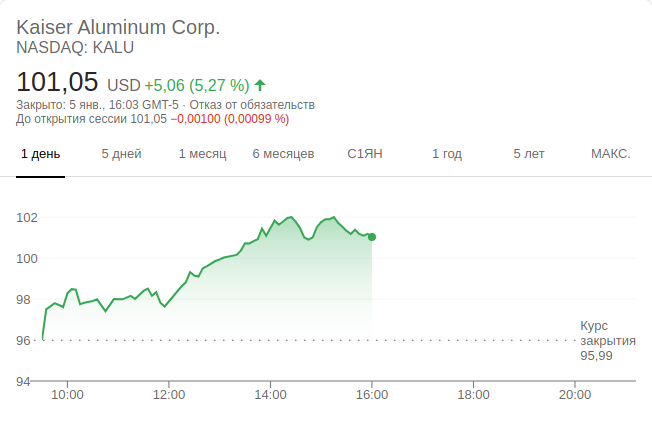 Kaiser Aluminum Corp.
NASDAQ: KALU
101,05 USD +5,06 (5,27 %)
Закрыто: 5 янв., 16:03 GMT-5 · Отказ от обязательств
До открытия сессии 101,05 −0,00100 (0,00099 %)
1 день 5 дней 1 месяц 6 месяцев С1ЯН 1 год 5 лет МАКС.
102
100
98
Курс
96 закрытия
95,99
94
10:00 12:00 14:00 16:00 18:00 20:00